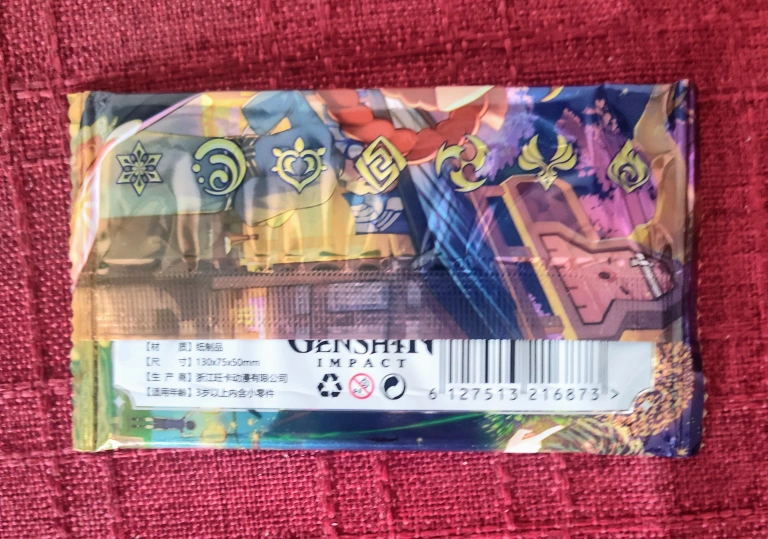 【材 质】纸制品
【尺 寸】130x75x50mm
【生 产 商】浙江旺卡动漫有限公司
【适用年龄】3岁以上内含小零件
GENSHIN
IMPACT
6 127513 216873 >